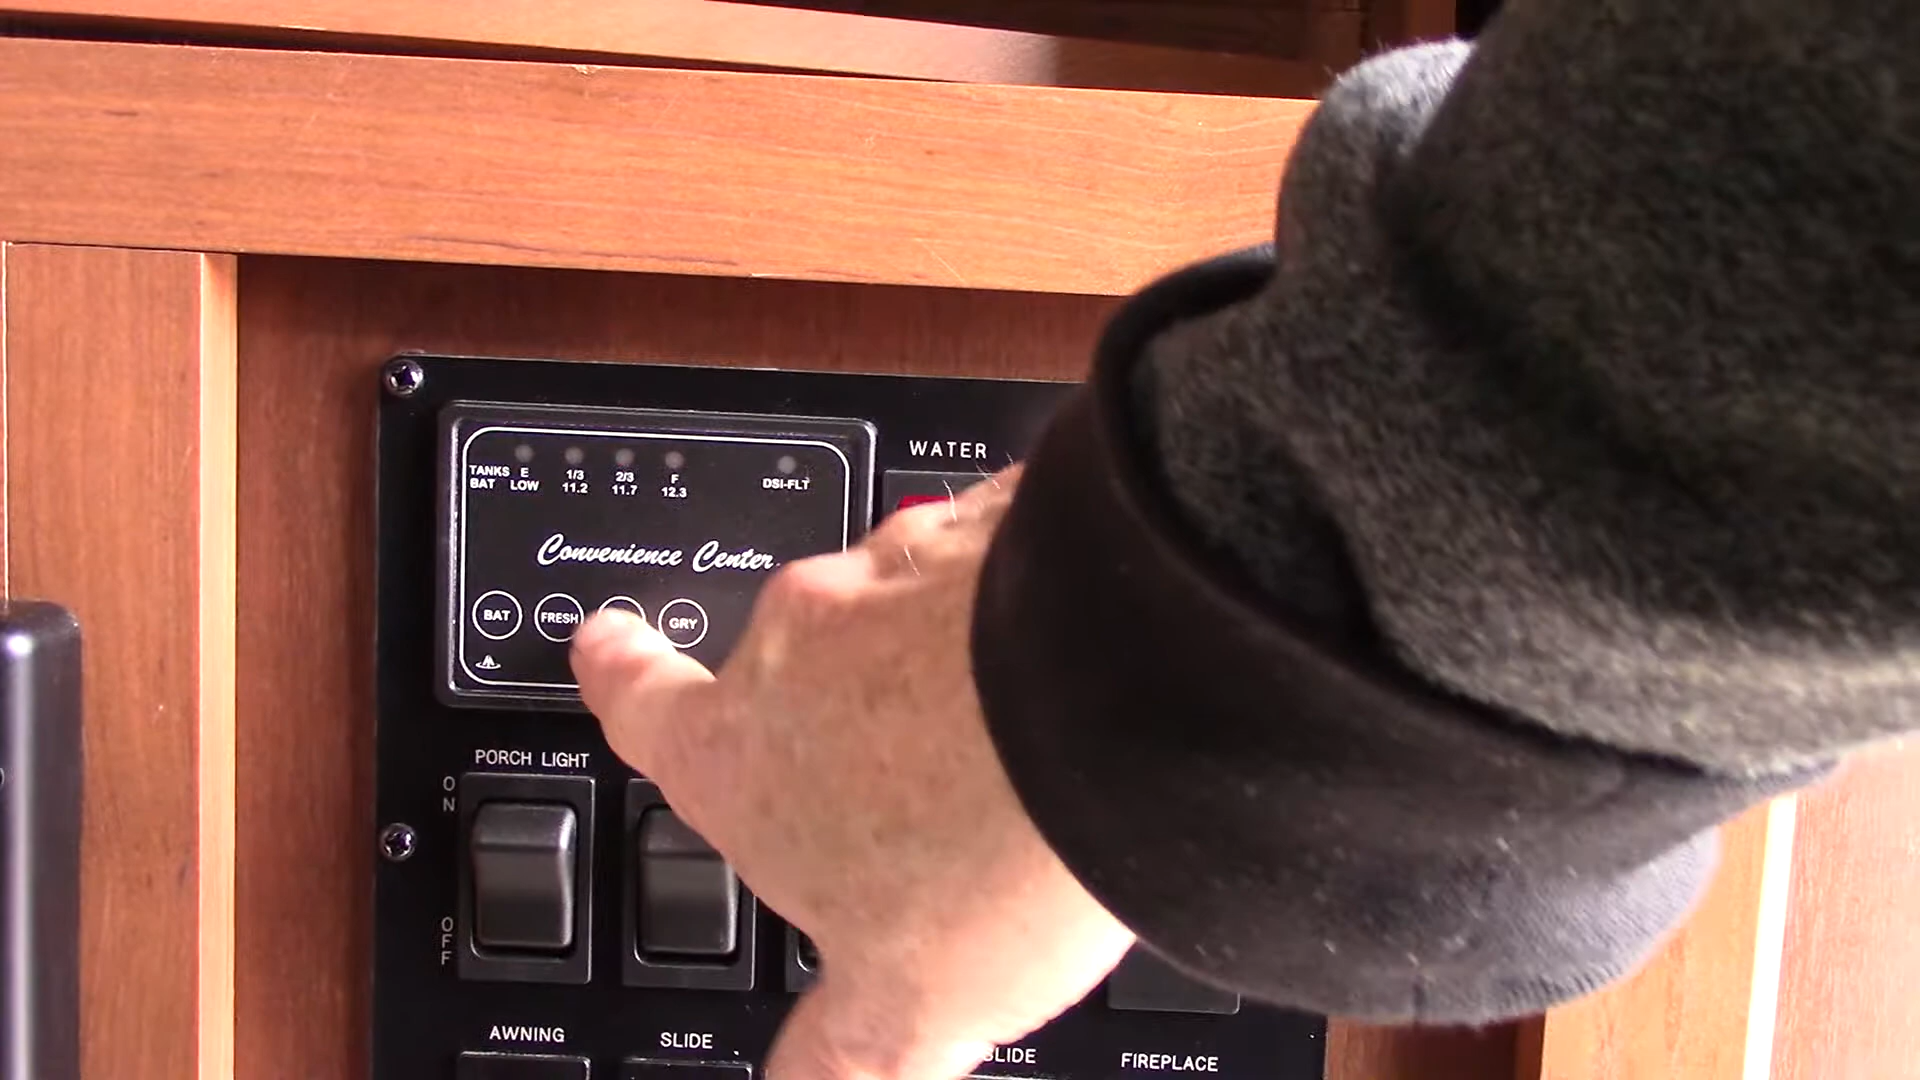 WATER
TANKS E 1/3 2/3 F
BAT LOW 11.2 11.7 12.3 DSI-FLT
Convenience Center
BAT FRESH GRY
PORCH LIGHT
ON
OFF
AWNING SLIDE SLIDE FIREPLACE